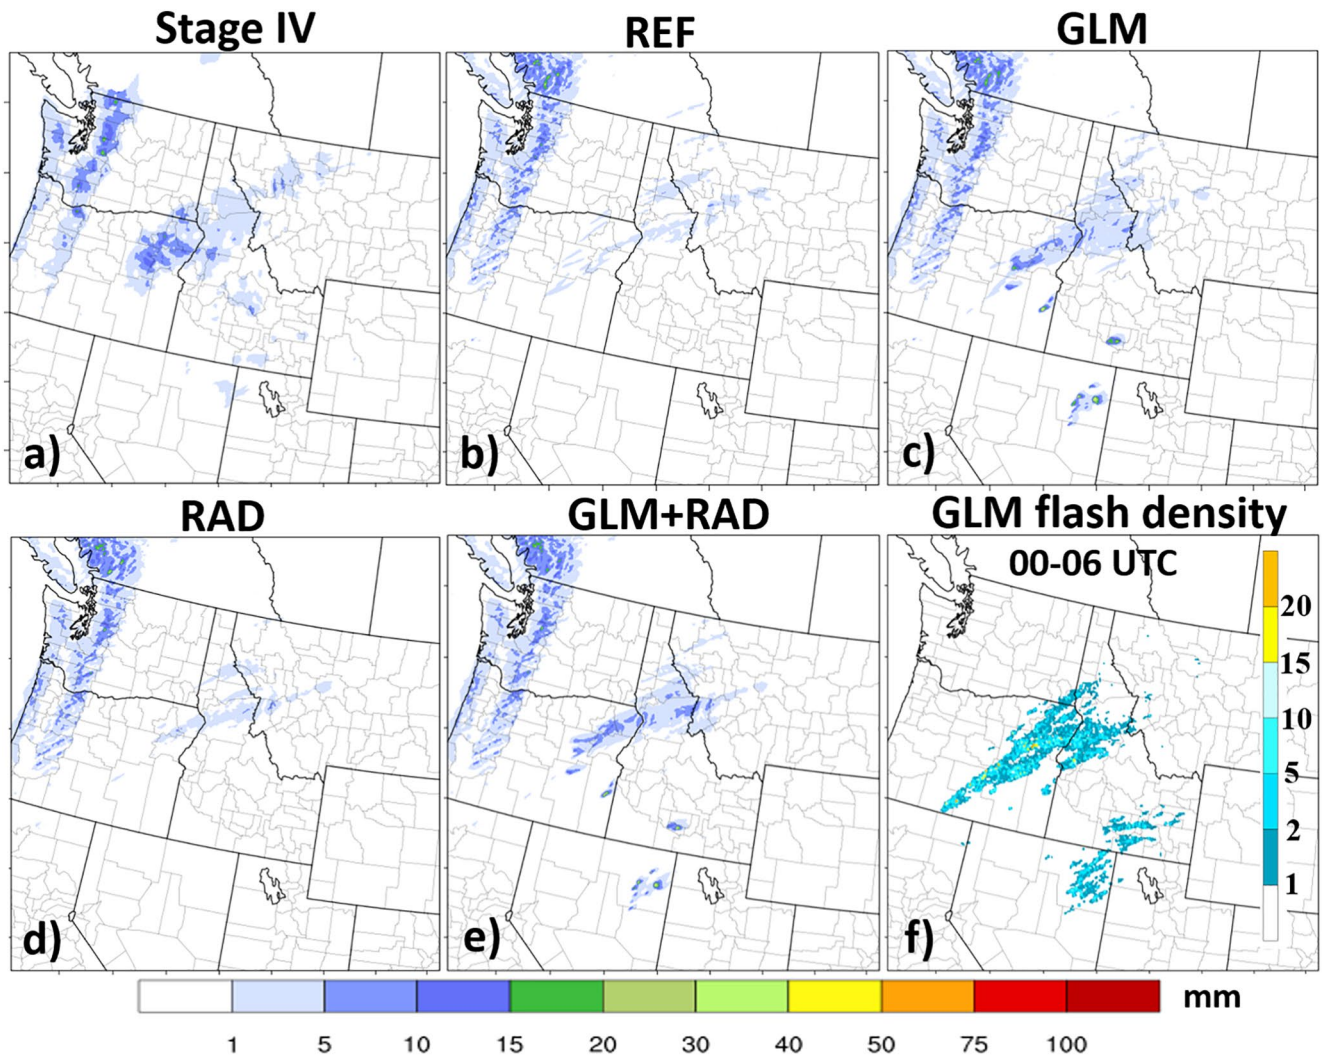 Stage IV
REF
GLM
a)
b)
c)
RAD
GLM+RAD
GLM flash density
00-06 UTC
20
15
10
5
2
1
d)
e)
f)
mm
1 5 10 15 20 30 40 50 75 100